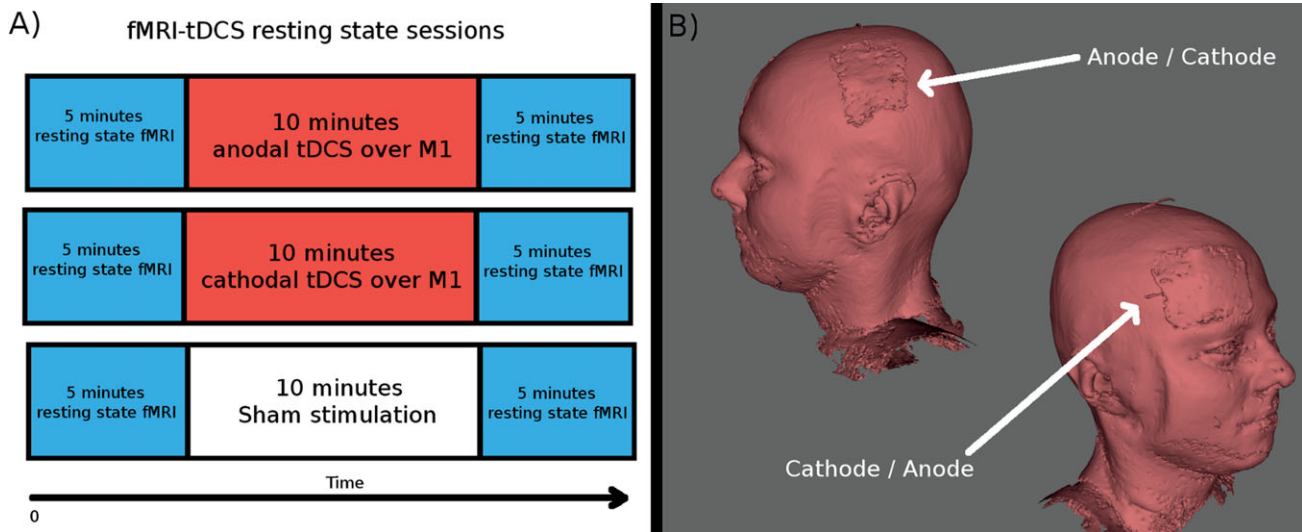 A)
fMRI-tDCS resting state sessions
5 minutes
resting state fMRI
10 minutes
anodal tDCS over M1
5 minutes
resting state fMRI
5 minutes
resting state fMRI
10 minutes
cathodal tDCS over M1
5 minutes
resting state fMRI
5 minutes
resting state fMRI
10 minutes
Sham stimulation
5 minutes
resting state fMRI
Time
0
B)
Anode / Cathode
Cathode / Anode